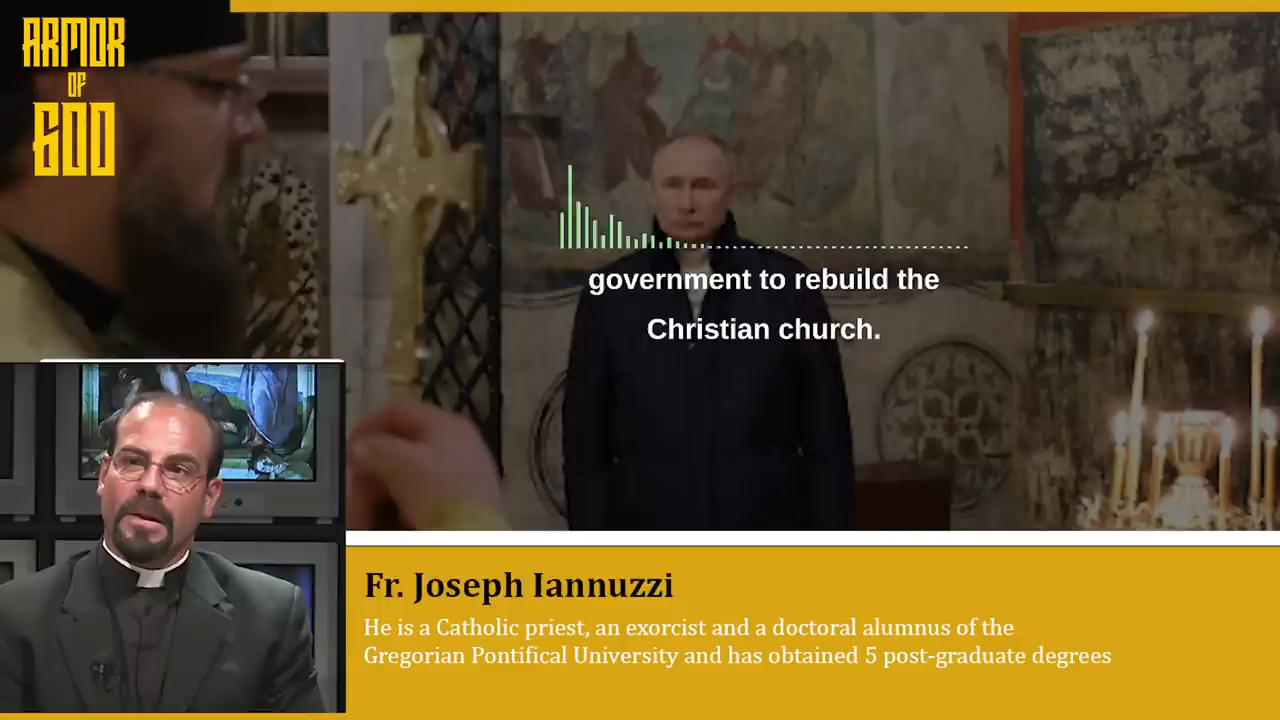 ARMOR
OF
GOD
government to rebuild the
Christian church.
Fr. Joseph Iannuzzi
He is a Catholic priest, an exorcist and a doctoral alumnus of the
Gregorian Pontifical University and has obtained 5 post-graduate degrees